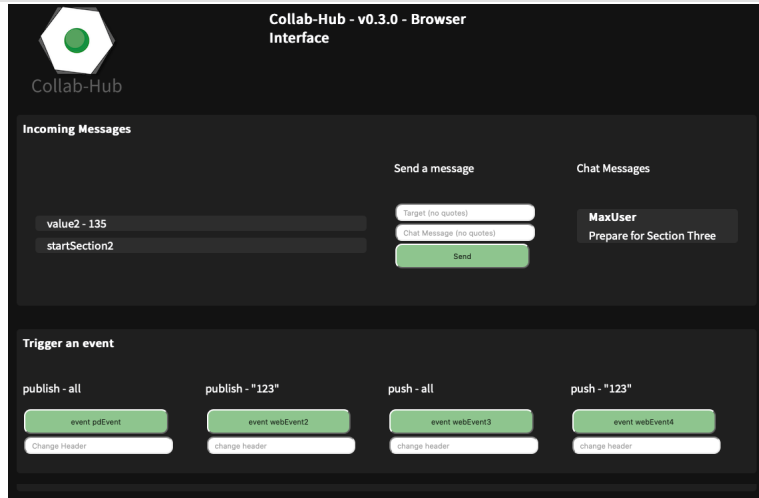 Collab-Hub - v0.3.0 - Browser
Interface
Collab-Hub
Incoming Messages
Send a message
Chat Messages
value2 - 135
startSection2
Target (no quotes)
Chat Message (no quotes)
Send
MaxUser
Prepare for Section Three
Trigger an event
publish - all
publish - "123"
push - all
push - "123"
event pdEvent
event webEvent2
event webEvent3
event webEvent4
Change Header
change header
change header
change header